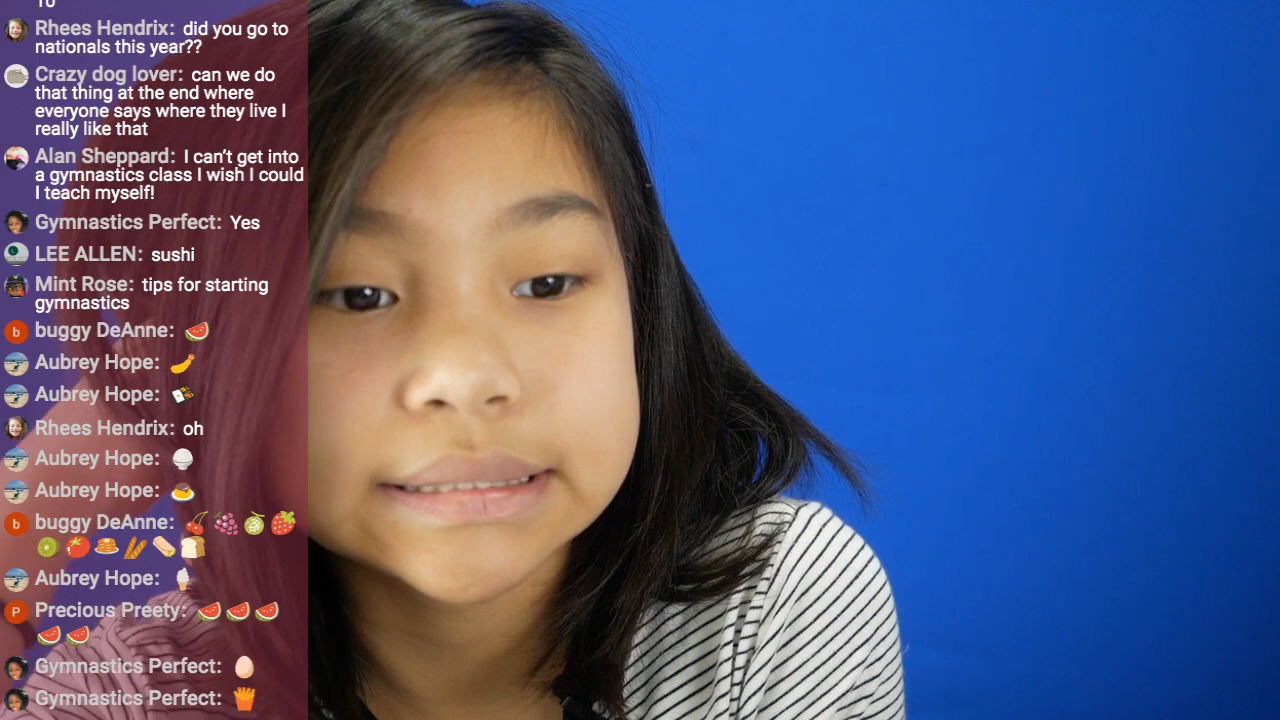 10
Rhees Hendrix: did you go to
nationals this year??
Crazy dog lover: can we do
that thing at the end where
everyone says where they live I
really like that
Alan Sheppard: I can't get into
a gymnastics class I wish I could
I teach myself!
Gymnastics Perfect: Yes
LEE ALLEN: sushi
Mint Rose: tips for starting
gymnastics
b buggy DeAnne: 🍉
Aubrey Hope: 🍤
Aubrey Hope: 🎴
Rhees Hendrix: oh
Aubrey Hope: 🍚
Aubrey Hope: 🍮
b buggy DeAnne: 🍒🍇🍈🍓
🥝🍅🥞🥖🌯🍞
Aubrey Hope: 🍦
P Precious Preety: 🍉🍉🍉
🍉🍉
Gymnastics Perfect: 🥚
Gymnastics Perfect: 🍟